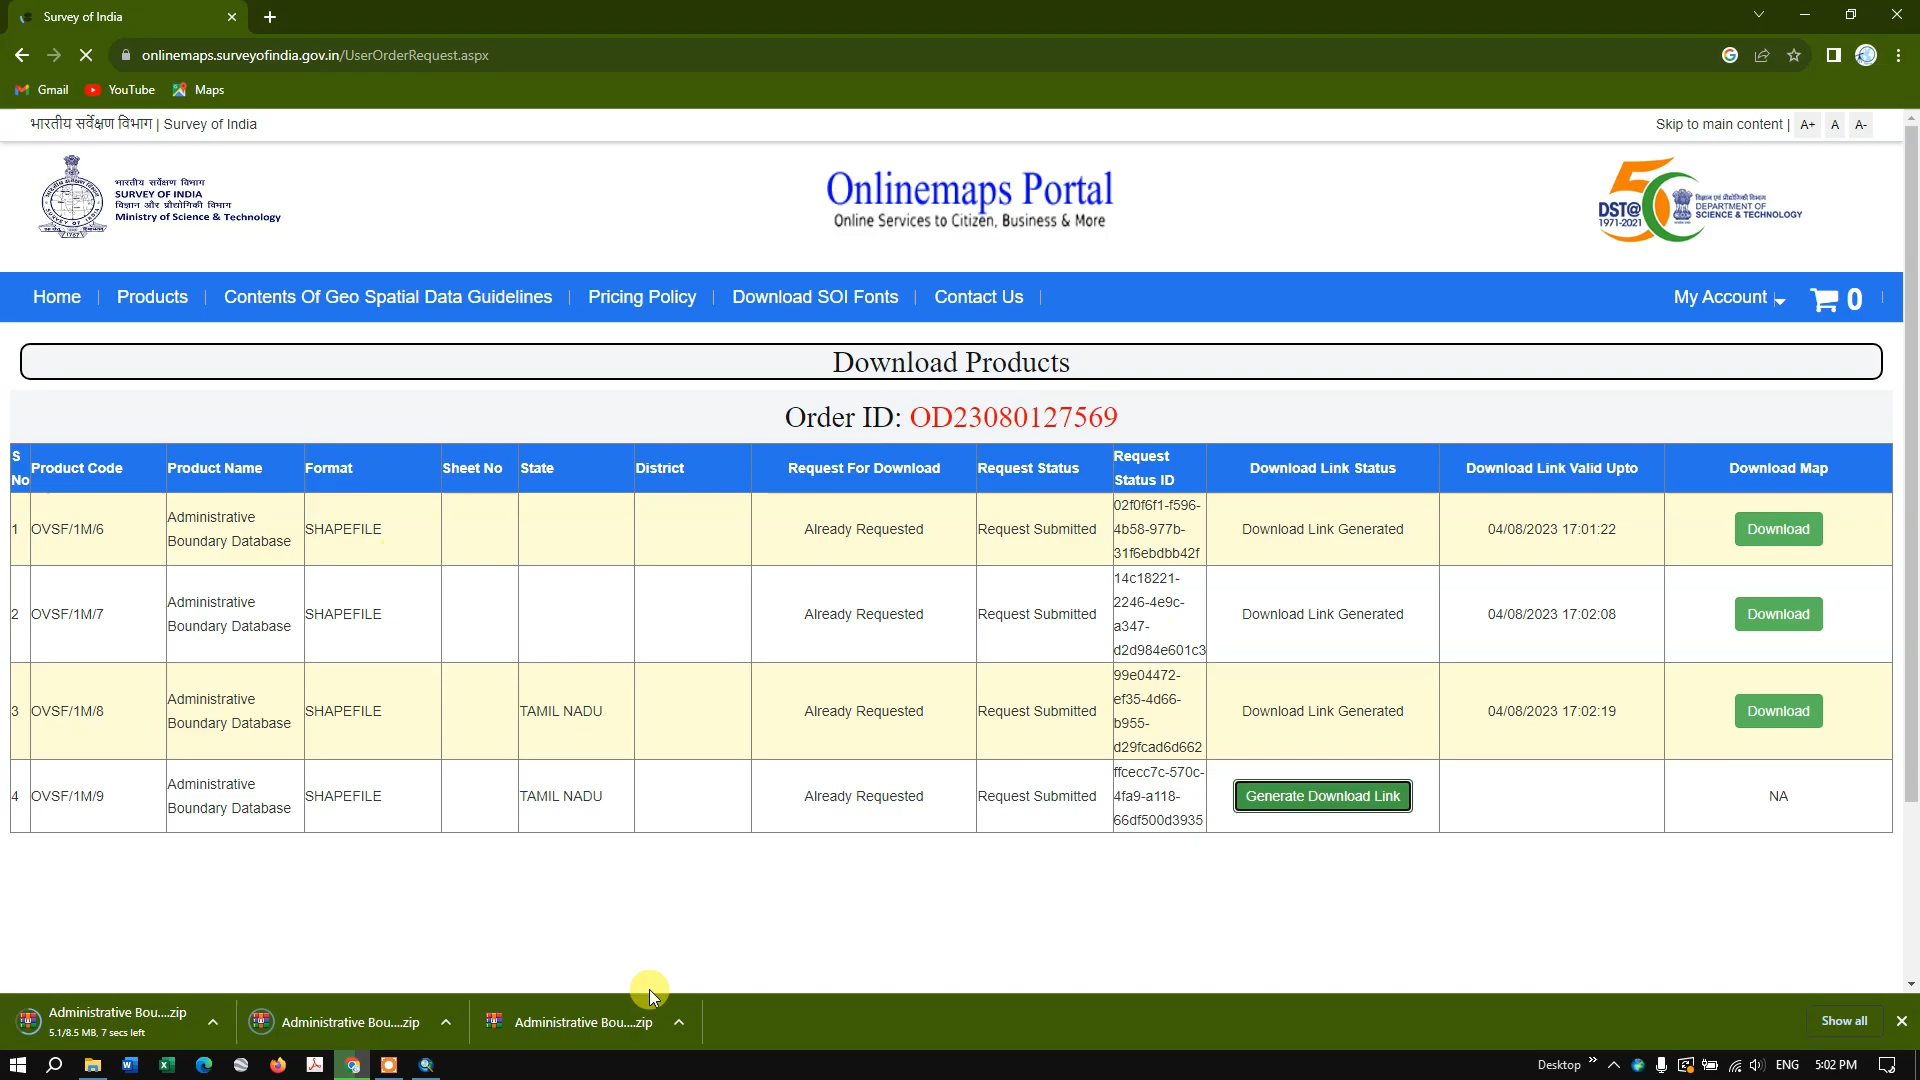 Survey of India
onlinemaps.surveyofindia.gov.in/UserOrderRequest.aspx
Gmail YouTube Maps
भारतीय सर्वेक्षण विभाग | Survey of India
Skip to main content | A+ A A-
भारतीय सर्वेक्षण विभाग
SURVEY OF INDIA
विज्ञान और प्रौद्योगिकी विभाग
Ministry of Science & Technology
Onlinemaps Portal
Online Services to Citizen, Business & More
DST@
1971-2021
विज्ञान एवं प्रौद्योगिकी विभाग
DEPARTMENT OF
SCIENCE & TECHNOLOGY
Home Products Contents Of Geo Spatial Data Guidelines Pricing Policy Download SOI Fonts Contact Us My Account 0
Download Products
Order ID: OD23080127569
S No Product Code Product Name Format Sheet No State District Request For Download Request Status Request Status ID Download Link Status Download Link Valid Upto Download Map
1 OVSF/1M/6 Administrative Boundary Database SHAPEFILE Already Requested Request Submitted 02f0f6f1-f596-4b58-977b-31f6ebdbb42f Download Link Generated 04/08/2023 17:01:22 Download
2 OVSF/1M/7 Administrative Boundary Database SHAPEFILE Already Requested Request Submitted 14c18221-2246-4e9c-a347-d2d984e601c3 Download Link Generated 04/08/2023 17:02:08 Download
3 OVSF/1M/8 Administrative Boundary Database SHAPEFILE TAMIL NADU Already Requested Request Submitted 99e04472-ef35-4d66-b955-d29fcad6d662 Download Link Generated 04/08/2023 17:02:19 Download
4 OVSF/1M/9 Administrative Boundary Database SHAPEFILE TAMIL NADU Already Requested Request Submitted ffcecc7c-570c-4fa9-a118-66df500d3935 Generate Download Link NA
Administrative Bou....zip
5.1/8.5 MB, 7 secs left
Administrative Bou....zip
Administrative Bou....zip
Show all
Desktop ENG 5:02 PM